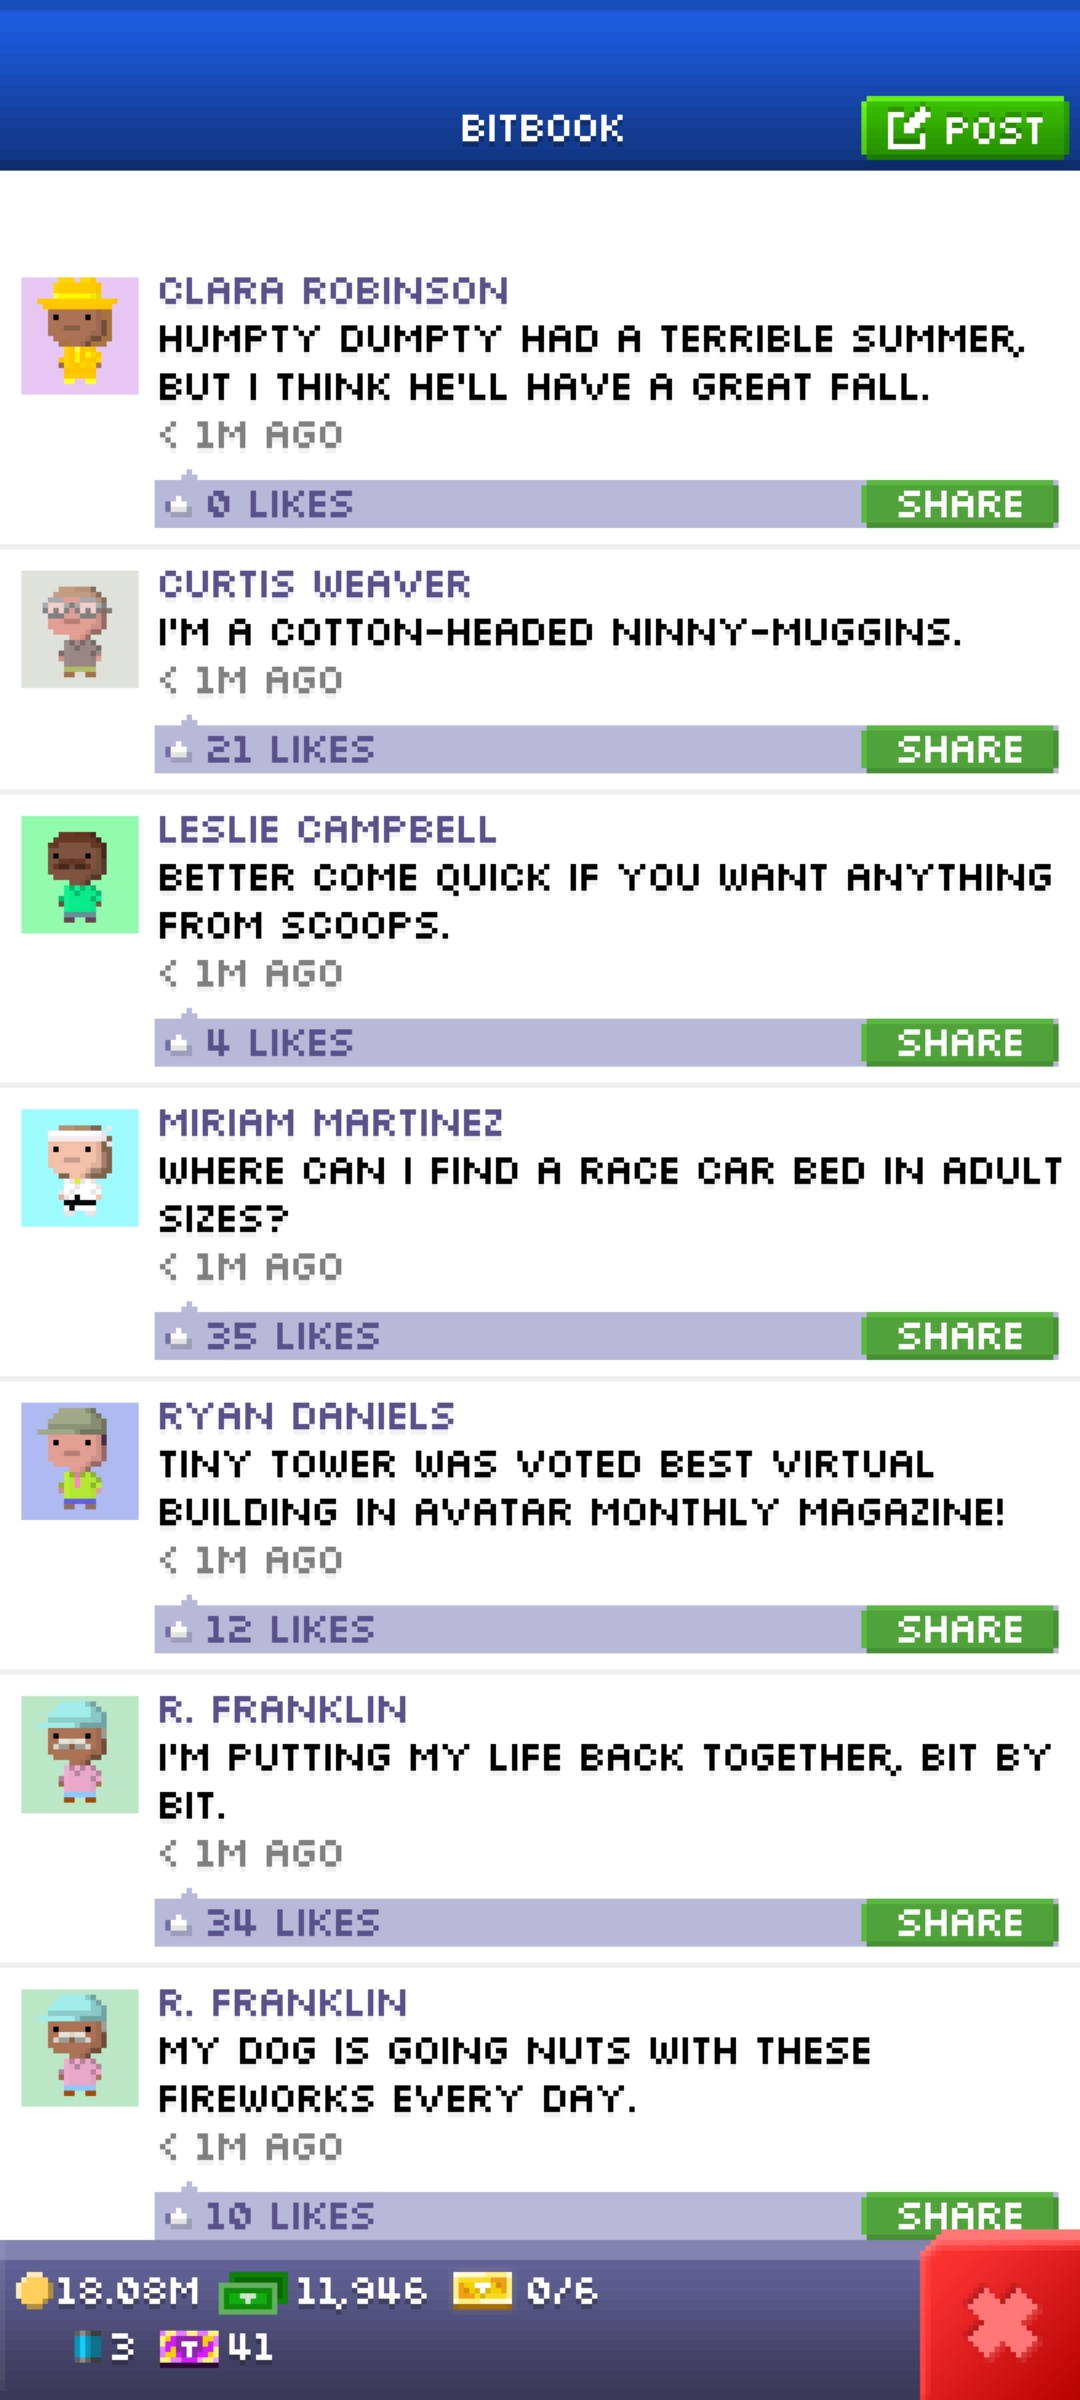 BITBOOK
POST
CLARA ROBINSON
HUMPTY DUMPTY HAD A TERRIBLE SUMMER,
BUT I THINK HE'LL HAVE A GREAT FALL.
< 1M AGO
0 LIKES
SHARE
CURTIS WEAVER
I'M A COTTON-HEADED NINNY-MUGGINS.
< 1M AGO
21 LIKES
SHARE
LESLIE CAMPBELL
BETTER COME QUICK IF YOU WANT ANYTHING
FROM SCOOPS.
< 1M AGO
4 LIKES
SHARE
MIRIAM MARTINEZ
WHERE CAN I FIND A RACE CAR BED IN ADULT
SIZES?
< 1M AGO
35 LIKES
SHARE
RYAN DANIELS
TINY TOWER WAS VOTED BEST VIRTUAL
BUILDING IN AVATAR MONTHLY MAGAZINE!
< 1M AGO
12 LIKES
SHARE
R. FRANKLIN
I'M PUTTING MY LIFE BACK TOGETHER, BIT BY
BIT.
< 1M AGO
34 LIKES
SHARE
R. FRANKLIN
MY DOG IS GOING NUTS WITH THESE
FIREWORKS EVERY DAY.
< 1M AGO
10 LIKES
SHARE
18.08M 11,946 0/6
3 T 41